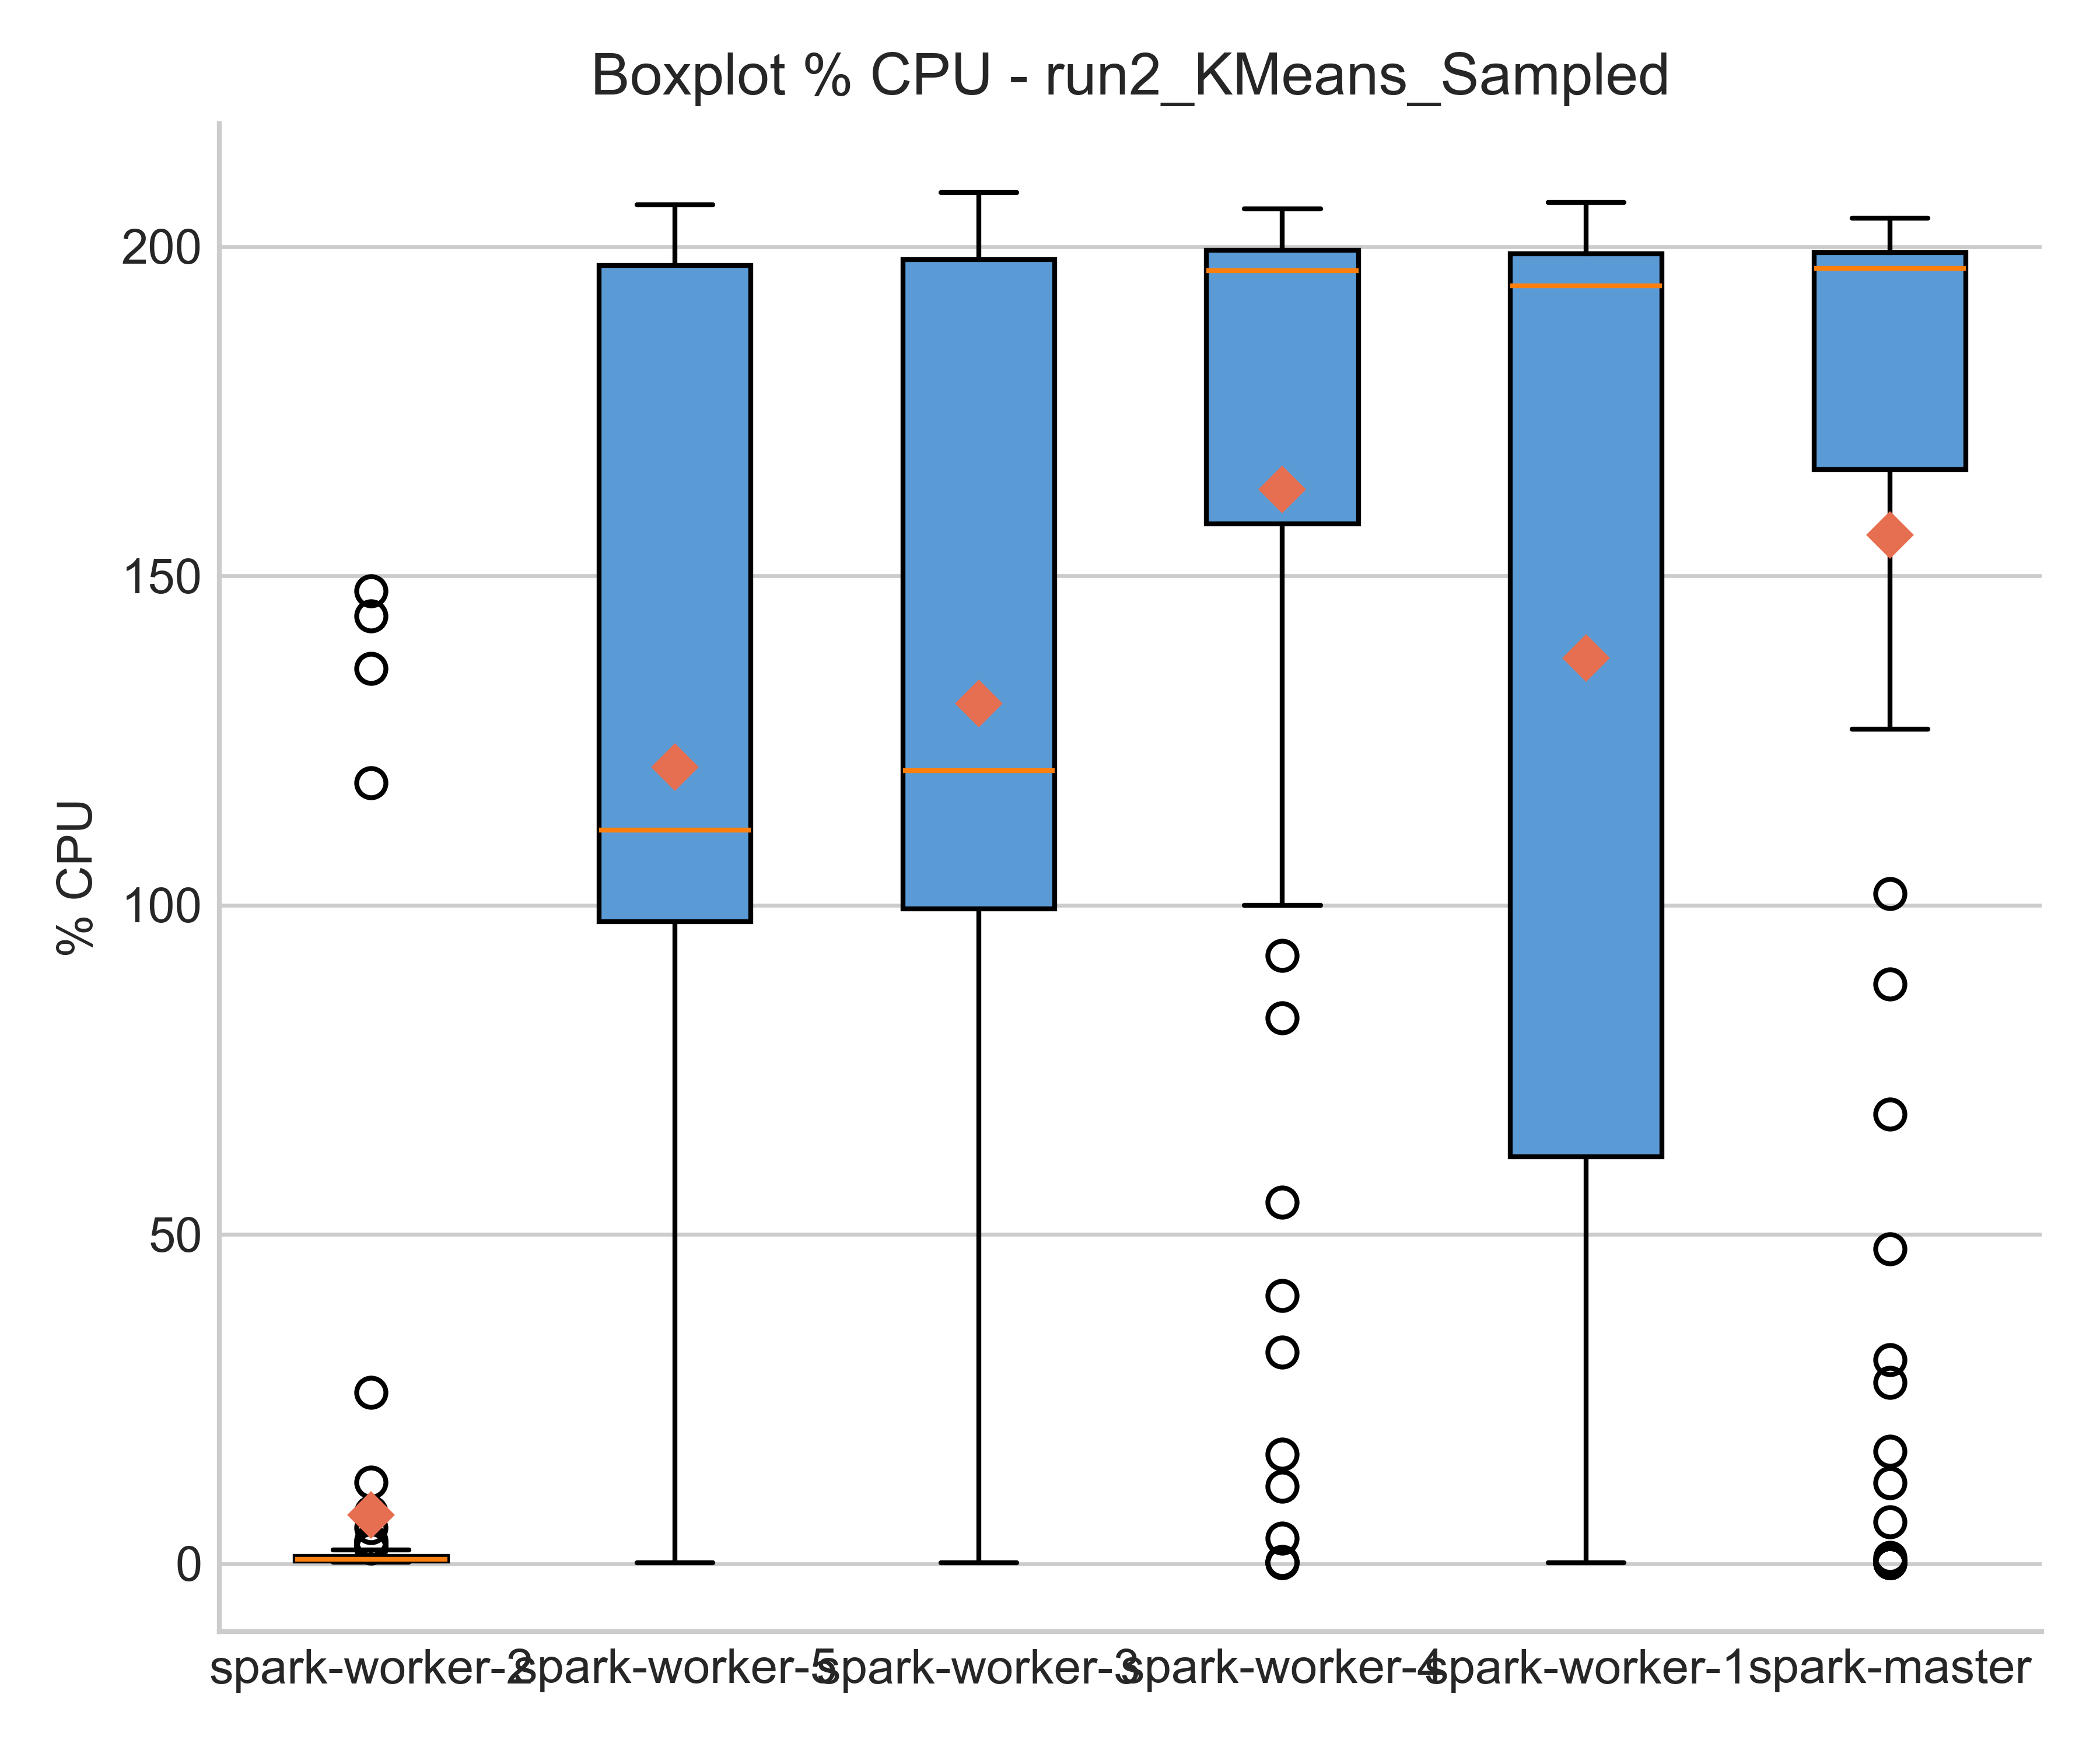 Boxplot % CPU - run2_KMeans_Sampled
200
150
100
50
0
% CPU
spark-worker-2 spark-worker-5 spark-worker-3 spark-worker-4 spark-worker-1 spark-master